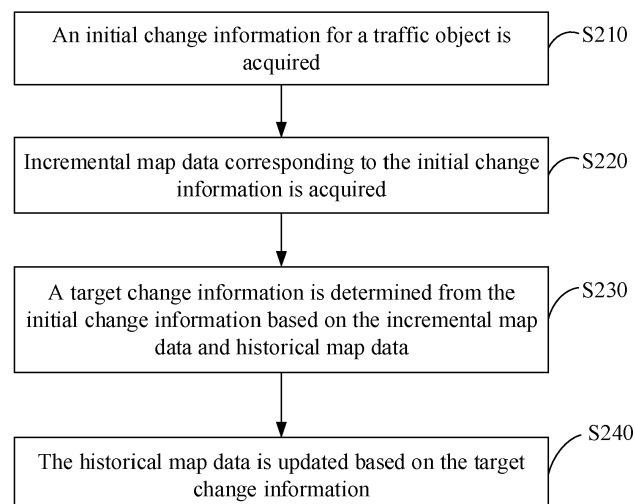 An initial change information for a traffic object is
acquired
S210
Incremental map data corresponding to the initial change
information is acquired
S220
A target change information is determined from the
initial change information based on the incremental map
data and historical map data
S230
The historical map data is updated based on the target
change information
S240